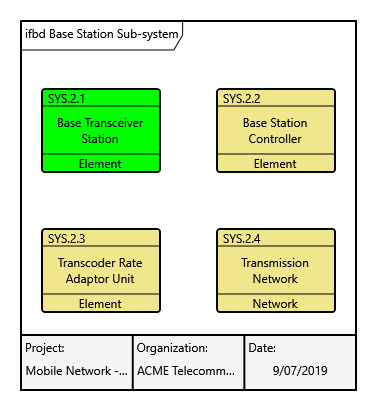 ifbd Base Station Sub-system
SYS.2.1
Base Transceiver
Station
Element
SYS.2.2
Base Station
Controller
Element
SYS.2.3
Transcoder Rate
Adaptor Unit
Element
SYS.2.4
Transmission
Network
Network
Project:
Mobile Network -...
Organization:
ACME Telecomm...
Date:
9/07/2019